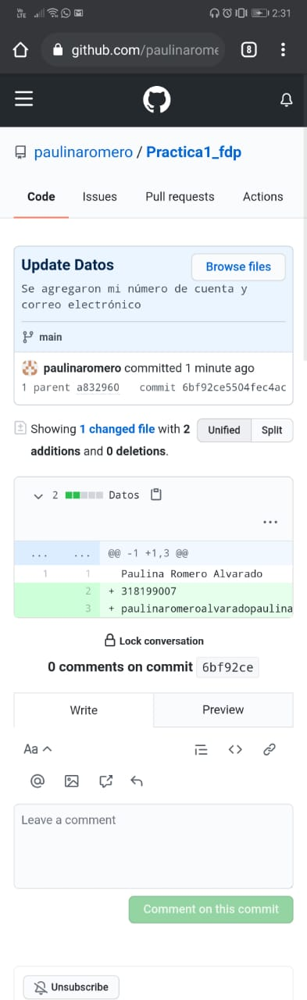 Vo LTE 2:31
github.com/paulinarome 8
paulinaromero / Practica1_fdp
Code Issues Pull requests Actions
Update Datos Browse files
Se agregaron mi número de cuenta y
correo electrónico
main
paulinaromero committed 1 minute ago
1 parent a832960 commit 6bf92ce5504fec4ac
Showing 1 changed file with 2 Unified Split
additions and 0 deletions.
2 Datos
...
... ... @@ -1 +1,3 @@
1 1 Paulina Romero Alvarado
2 + 318199007
3 + paulinaromeroalvaradopaulina
Lock conversation
0 comments on commit 6bf92ce
Write Preview
Aa
Leave a comment
Comment on this commit
Unsubscribe